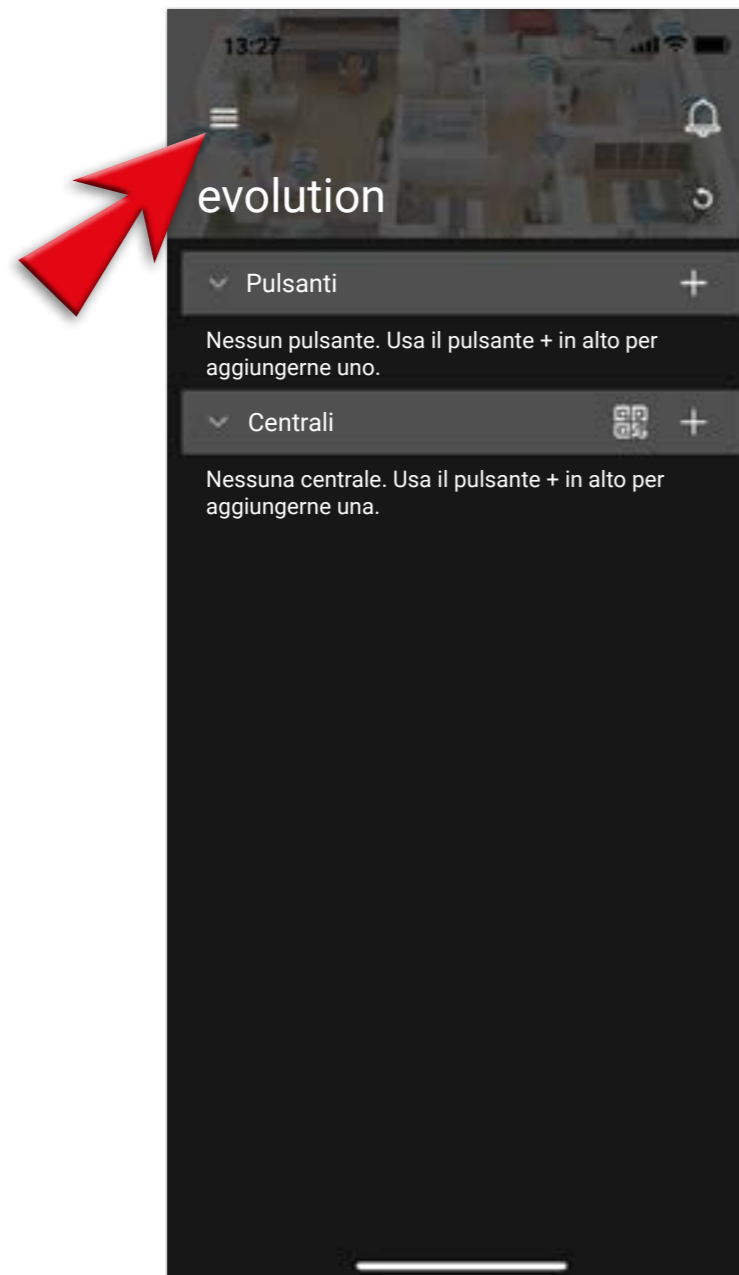 13:27
evolution
Pulsanti
Nessun pulsante. Usa il pulsante + in alto per
aggiungerne uno.
Centrali
Nessuna centrale. Usa il pulsante + in alto per
aggiungerne una.